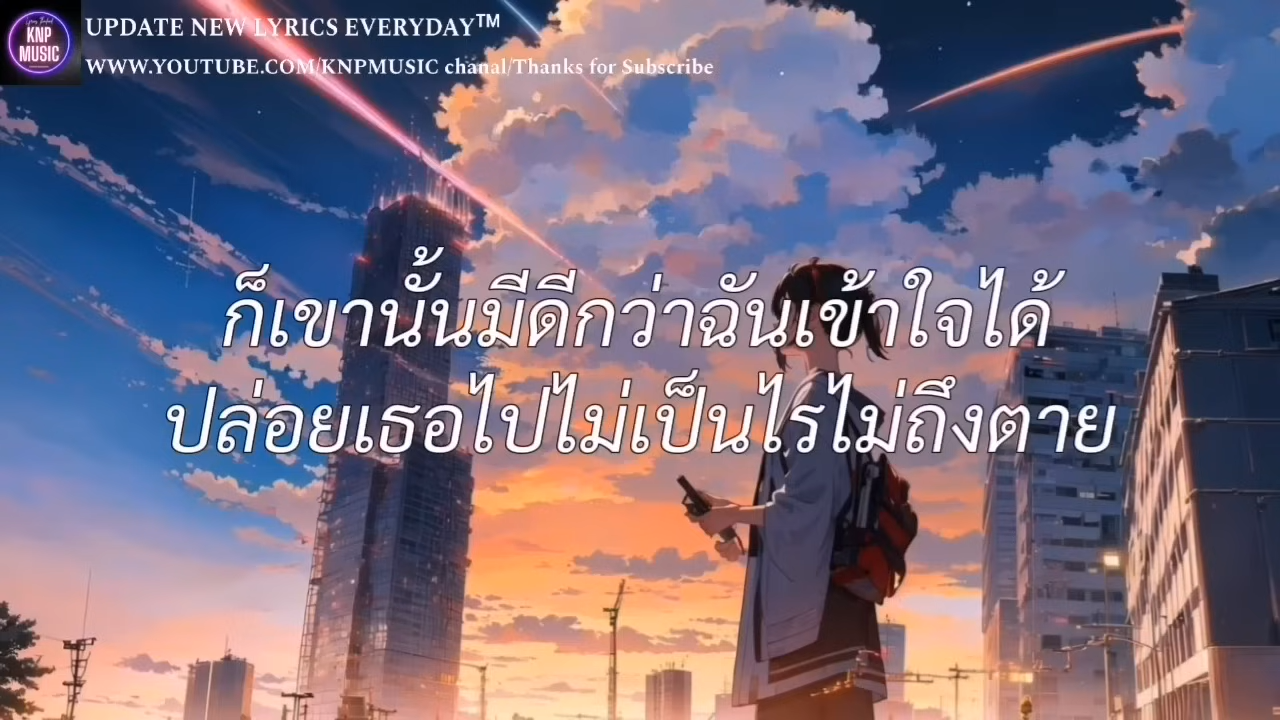 KNP
MUSIC
UPDATE NEW LYRICS EVERYDAY™
WWW.YOUTUBE.COM/KNPMUSIC chanal/Thanks for Subscribe
ก็เขานั้นมีดีกว่าฉันเข้าใจได้
ปล่อยเธอไปไม่เป็นไรไม่ถึงตาย